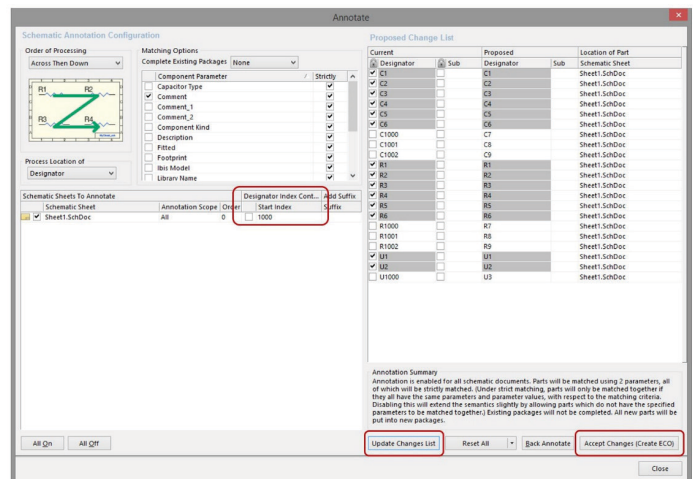 Annotate
Schematic Annotation Configuration
Order of Processing
Across Then Down
R1 R2
R3 R4
Process Location of
Designator
Matching Options
Complete Existing Packages None
Component Parameter / Strictly
Capacitor Type
Comment
Comment_1
Comment_2
Component Kind
Description
Fitted
Footprint
Ibis Model
Library Name
Schematic Sheets To Annotate Designator Index Cont... Add Suffix
Schematic Sheet Annotation Scope Order Start Index Suffix
Sheet1.SchDoc All 0 1000
All On All Off
Proposed Change List
Current Proposed Location of Part
Designator Sub Designator Sub Schematic Sheet
C1 C1 Sheet1.SchDoc
C2 C2 Sheet1.SchDoc
C3 C3 Sheet1.SchDoc
C4 C4 Sheet1.SchDoc
C5 C5 Sheet1.SchDoc
C6 C6 Sheet1.SchDoc
C1000 C7 Sheet1.SchDoc
C1001 C8 Sheet1.SchDoc
C1002 C9 Sheet1.SchDoc
R1 R1 Sheet1.SchDoc
R2 R2 Sheet1.SchDoc
R3 R3 Sheet1.SchDoc
R4 R4 Sheet1.SchDoc
R5 R5 Sheet1.SchDoc
R6 R6 Sheet1.SchDoc
R1000 R7 Sheet1.SchDoc
R1001 R8 Sheet1.SchDoc
R1002 R9 Sheet1.SchDoc
U1 U1 Sheet1.SchDoc
U2 U2 Sheet1.SchDoc
U1000 U3 Sheet1.SchDoc
Annotation Summary
Annotation is enabled for all schematic documents. Parts will be matched using 2 parameters, all
of which will be strictly matched. (Under strict matching, parts will only be matched together if
they all have the same parameters and parameter values, with respect to the matching criteria.
Disabling this will extend the semantics slightly by allowing parts which do not have the specified
parameters to be matched together.) Existing packages will not be completed. All new parts will be
put into new packages.
Update Changes List Reset All Back Annotate Accept Changes (Create ECO)
Close